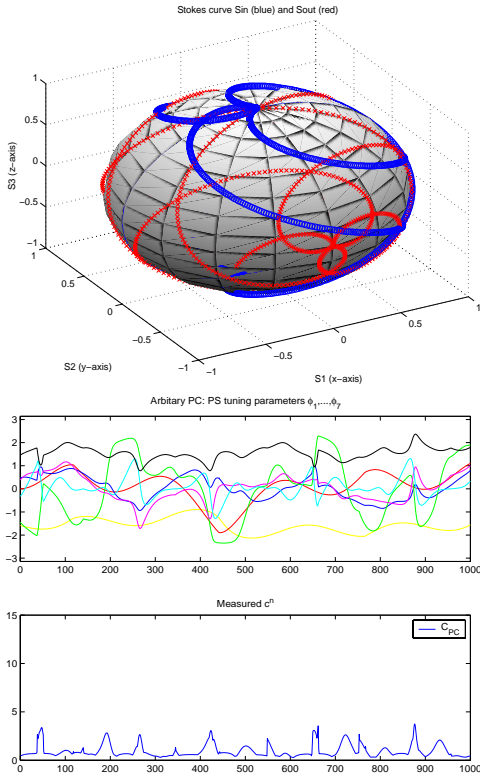 Stokes curve Sin (blue) and Sout (red)
1
0.5
0
−0.5
−1
S3 (z−axis)
1
0.5
0
−0.5
−1
S2 (y−axis)
−1
−0.5
0
0.5
1
S1 (x−axis)
Arbitary PC: PS tuning parameters ϕ1,...,ϕ7
3
2
1
0
−1
−2
−3
0 100 200 300 400 500 600 700 800 900 1000
Measured c^n
15
10
5
0
C_PC
0 100 200 300 400 500 600 700 800 900 1000